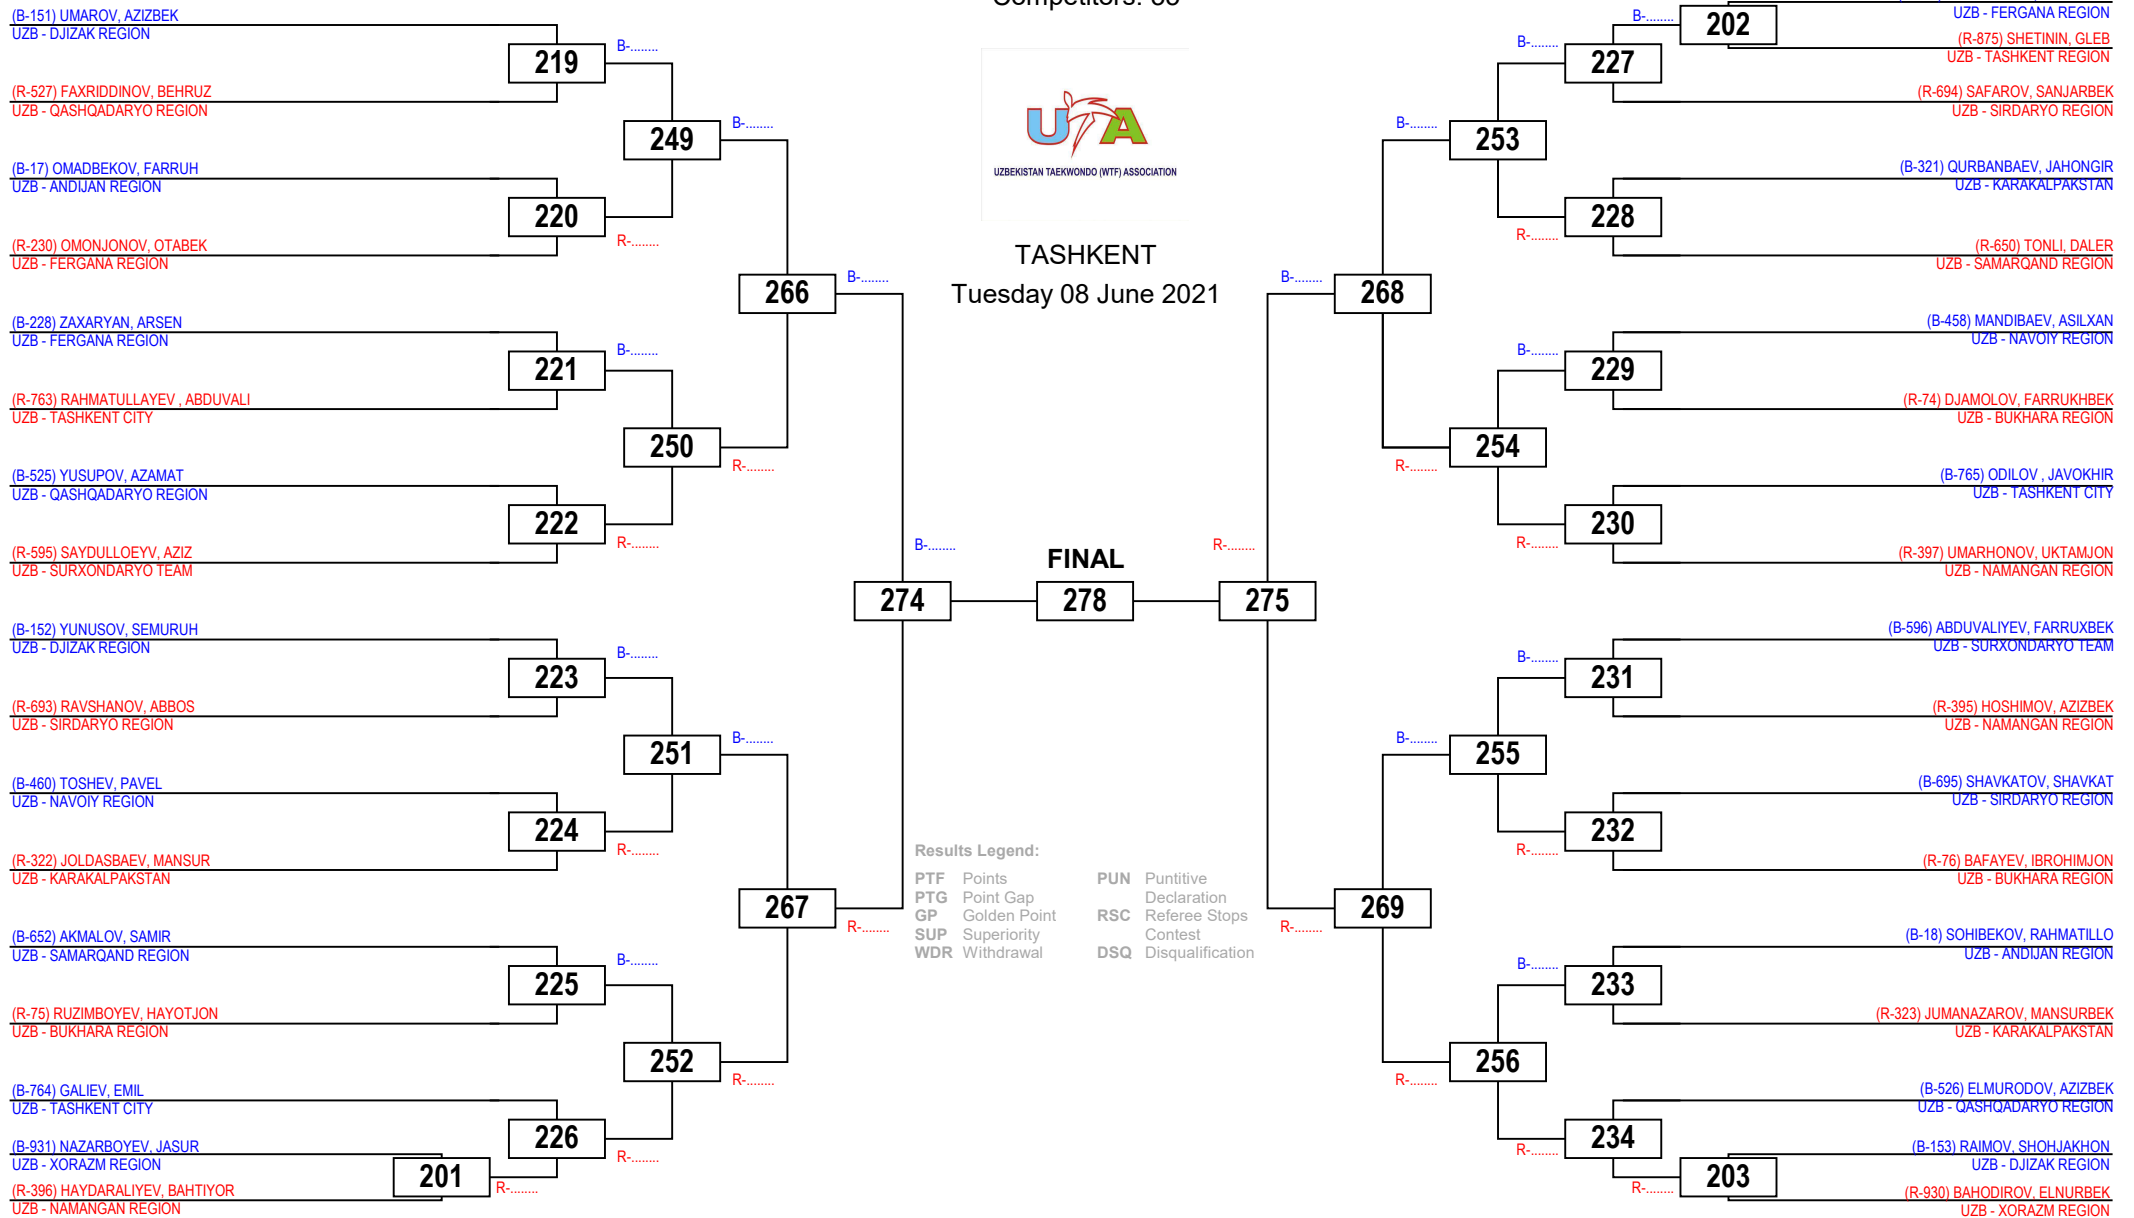 (B-151) UMAROV, AZIZBEK
UZB - DJIZAK REGION
219
B-........
(R-527) FAXRIDDINOV, BEHRUZ
UZB - QASHQADARYO REGION
249
B-........
(B-17) OMADBEKOV, FARRUH
UZB - ANDIJAN REGION
220
R-........
(R-230) OMONJONOV, OTABEK
UZB - FERGANA REGION
266
B-........
(B-228) ZAXARYAN, ARSEN
UZB - FERGANA REGION
221
B-........
(R-763) RAHMATULLAYEV , ABDUVALI
UZB - TASHKENT CITY
250
R-........
(B-525) YUSUPOV, AZAMAT
UZB - QASHQADARYO REGION
222
R-........
(R-595) SAYDULLOEYV, AZIZ
UZB - SURXONDARYO TEAM
274
B-........
(B-152) YUNUSOV, SEMURUH
UZB - DJIZAK REGION
223
B-........
(R-693) RAVSHANOV, ABBOS
UZB - SIRDARYO REGION
251
B-........
(B-460) TOSHEV, PAVEL
UZB - NAVOIY REGION
224
R-........
(R-322) JOLDASBAEV, MANSUR
UZB - KARAKALPAKSTAN
267
R-........
(B-652) AKMALOV, SAMIR
UZB - SAMARQAND REGION
225
B-........
(R-75) RUZIMBOYEV, HAYOTJON
UZB - BUKHARA REGION
252
R-........
(B-764) GALIEV, EMIL
UZB - TASHKENT CITY
226
R-........
(B-931) NAZARBOYEV, JASUR
UZB - XORAZM REGION
201
R-........
(R-396) HAYDARALIYEV, BAHTIYOR
UZB - NAMANGAN REGION
UTA
UZBEKISTAN TAEKWONDO (WTF) ASSOCIATION
TASHKENT
Tuesday 08 June 2021
FINAL
278
Results Legend:
PTF Points
PTG Point Gap
GP Golden Point
SUP Superiority
WDR Withdrawal
PUN Puntitive
Declaration
RSC Referee Stops
Contest
DSQ Disqualification
UZB - FERGANA REGION
B-........
202
(R-875) SHETININ, GLEB
UZB - TASHKENT REGION
B-........
227
(R-694) SAFAROV, SANJARBEK
UZB - SIRDARYO REGION
B-........
253
(B-321) QURBANBAEV, JAHONGIR
UZB - KARAKALPAKSTAN
228
R-........
(R-650) TONLI, DALER
UZB - SAMARQAND REGION
B-........
268
(B-458) MANDIBAEV, ASILXAN
UZB - NAVOIY REGION
B-........
229
(R-74) DJAMOLOV, FARRUKHBEK
UZB - BUKHARA REGION
254
R-........
(B-765) ODILOV , JAVOKHIR
UZB - TASHKENT CITY
230
R-........
(R-397) UMARHONOV, UKTAMJON
UZB - NAMANGAN REGION
R-........
275
(B-596) ABDUVALIYEV, FARRUXBEK
UZB - SURXONDARYO TEAM
B-........
231
(R-395) HOSHIMOV, AZIZBEK
UZB - NAMANGAN REGION
B-........
255
(B-695) SHAVKATOV, SHAVKAT
UZB - SIRDARYO REGION
232
R-........
(R-76) BAFAYEV, IBROHIMJON
UZB - BUKHARA REGION
269
R-........
(B-18) SOHIBEKOV, RAHMATILLO
UZB - ANDIJAN REGION
B-........
233
(R-323) JUMANAZAROV, MANSURBEK
UZB - KARAKALPAKSTAN
256
R-........
(B-526) ELMURODOV, AZIZBEK
UZB - QASHQADARYO REGION
234
R-........
(B-153) RAIMOV, SHOHJAKHON
UZB - DJIZAK REGION
203
R-........
(R-930) BAHODIROV, ELNURBEK
UZB - XORAZM REGION